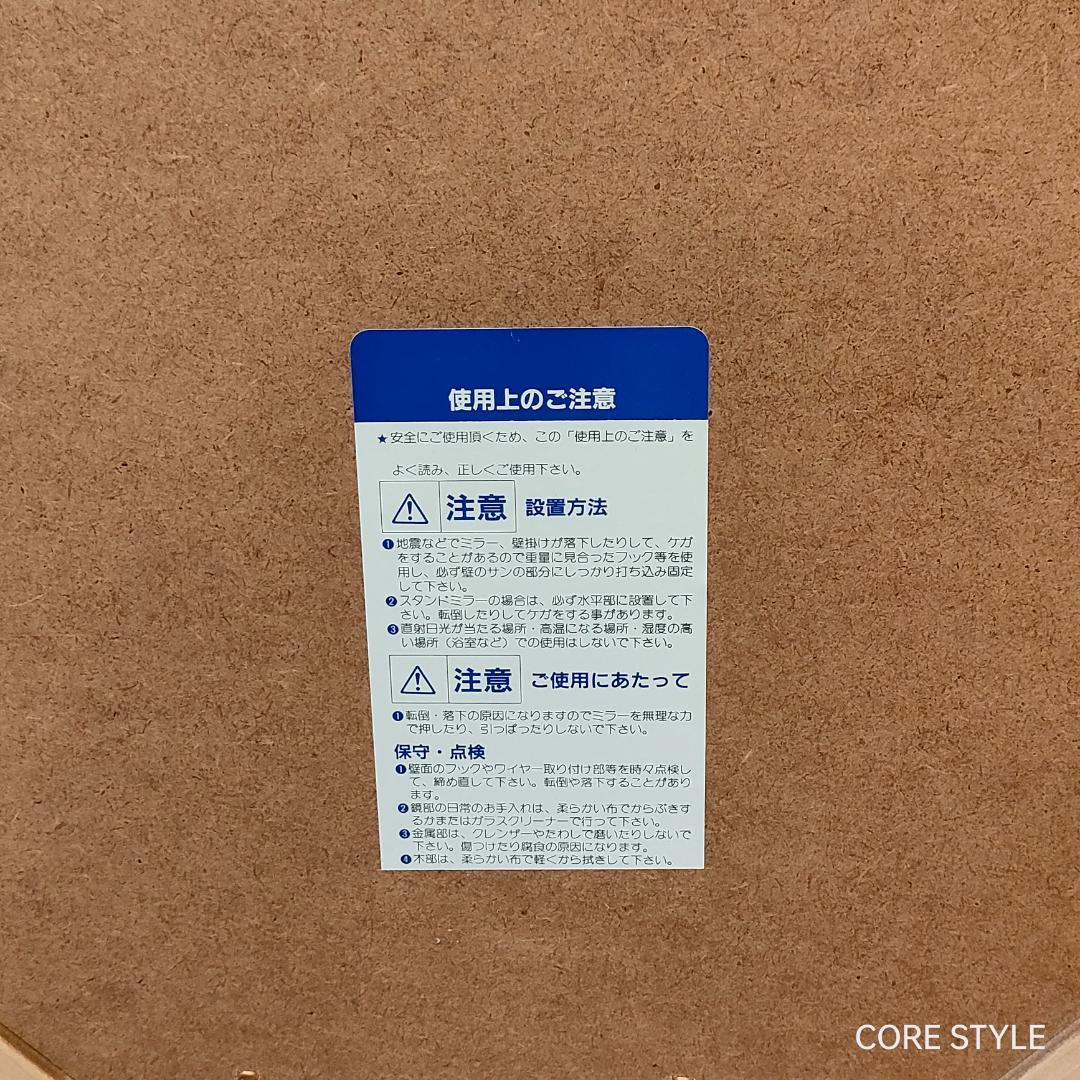 使用上のご注意
★安全にご使用頂くため、この「使用上のご注意」を
よく読み、正しくご使用下さい。
注意 設置方法
❶地震などでミラー、壁掛けが落下したりして、ケガ
をすることがあるので重量に見合ったフック等を使
用し、必ず壁のサンの部分にしっかり打ち込み固定
して下さい。
❷スタンドミラーの場合は、必ず水平部に設置して下
さい。転倒したりしてケガをする事があります。
❸直射日光が当たる場所・高温になる場所・湿度の高
い場所（浴室など）での使用はしないで下さい。
注意 ご使用にあたって
❶転倒・落下の原因になりますのでミラーを無理な力
で押したり、引っぱったりしないで下さい。
保守・点検
❶壁面のフックやワイヤー取り付け部等を時々点検し
て、締め直して下さい。転倒や落下することがあり
ます。
❷鏡部の日常のお手入れは、柔らかい布でからぶきす
るかまたはガラスクリーナーで行って下さい。
❸金属部は、クレンザーやたわしで磨いたりしないで
下さい。傷つけたり腐食の原因になります。
❹木部は、柔らかい布で軽くから拭きして下さい。
CORE STYLE